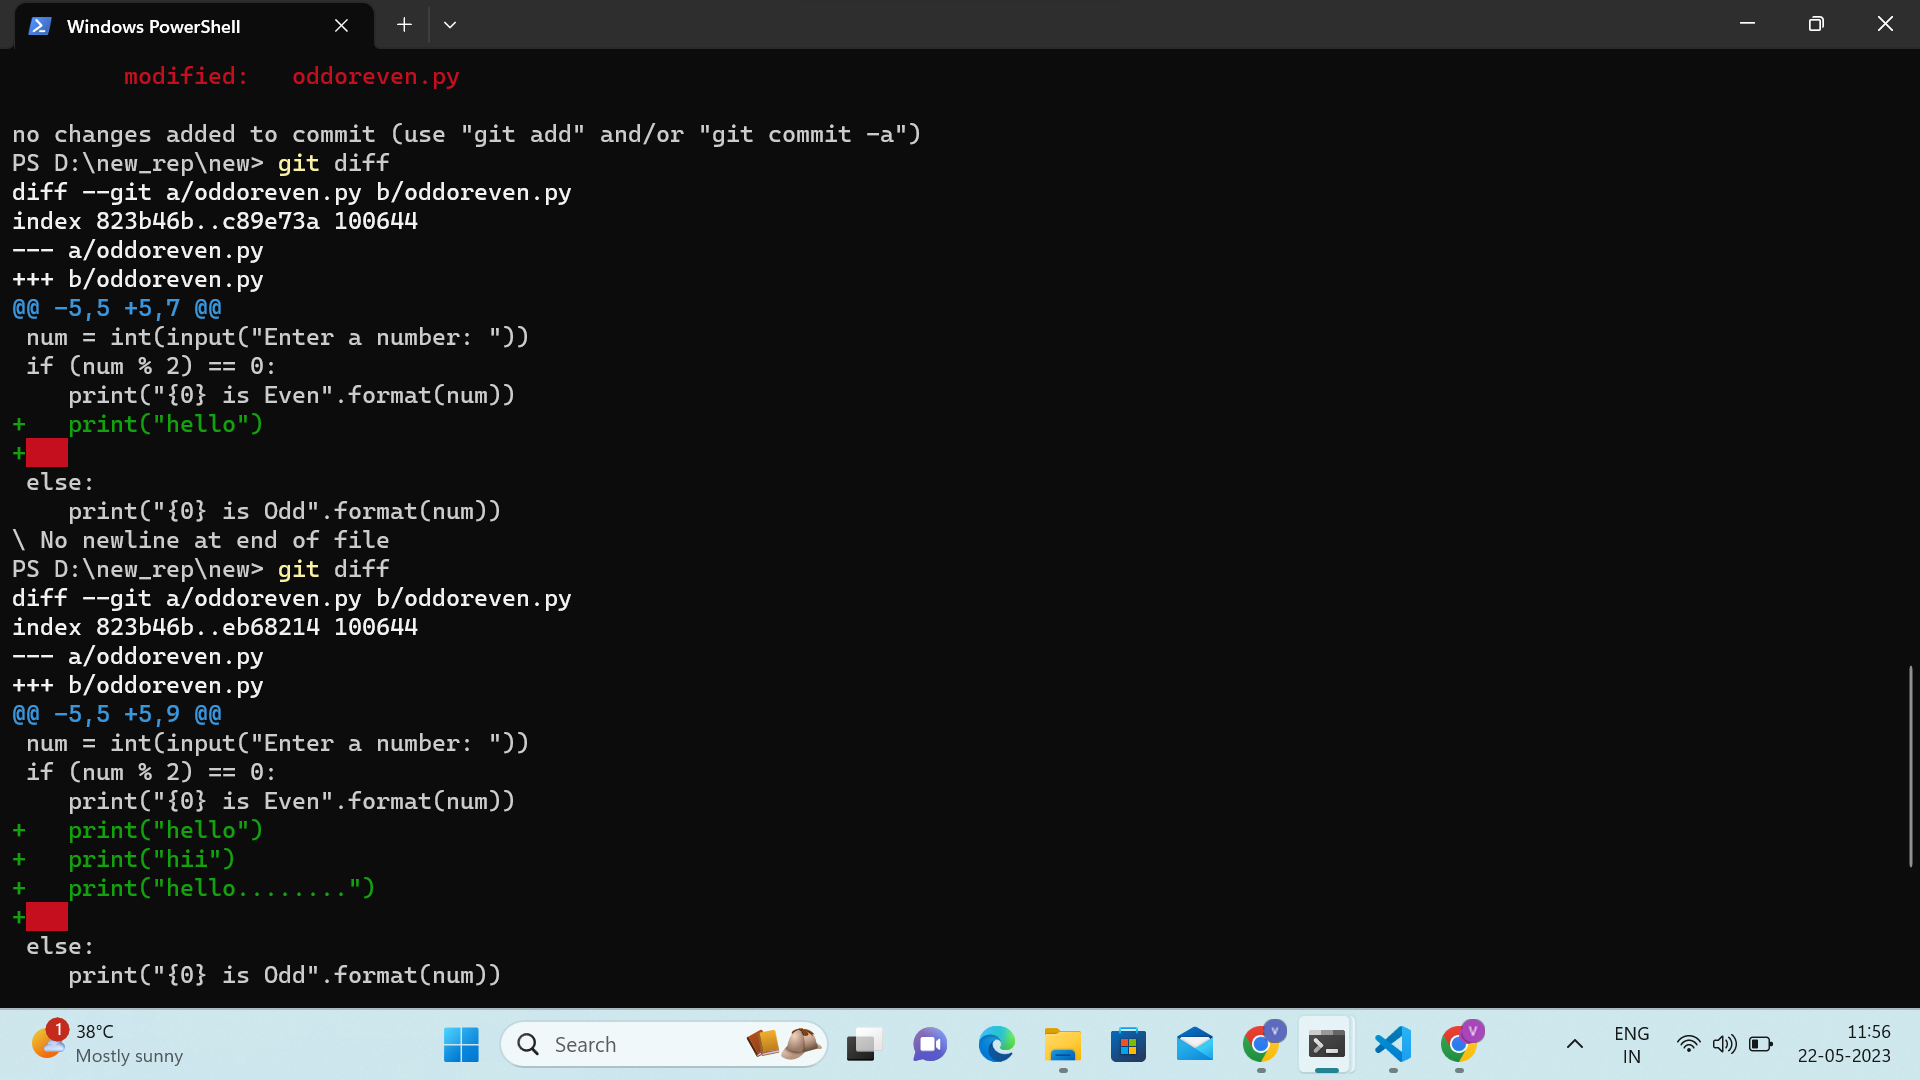 Windows PowerShell
        modified:   oddoreven.py

no changes added to commit (use "git add" and/or "git commit -a")
PS D:\new_rep\new> git diff
diff --git a/oddoreven.py b/oddoreven.py
index 823b46b..c89e73a 100644
--- a/oddoreven.py
+++ b/oddoreven.py
@@ -5,5 +5,7 @@
 num = int(input("Enter a number: "))
 if (num % 2) == 0:
    print("{0} is Even".format(num))
+   print("hello")
+
 else:
    print("{0} is Odd".format(num))
\ No newline at end of file
PS D:\new_rep\new> git diff
diff --git a/oddoreven.py b/oddoreven.py
index 823b46b..eb68214 100644
--- a/oddoreven.py
+++ b/oddoreven.py
@@ -5,5 +5,9 @@
 num = int(input("Enter a number: "))
 if (num % 2) == 0:
    print("{0} is Even".format(num))
+   print("hello")
+   print("hii")
+   print("hello........")
+
 else:
    print("{0} is Odd".format(num))
1
38°C
Mostly sunny
Search
V
V
ENG
IN
11:56
22-05-2023